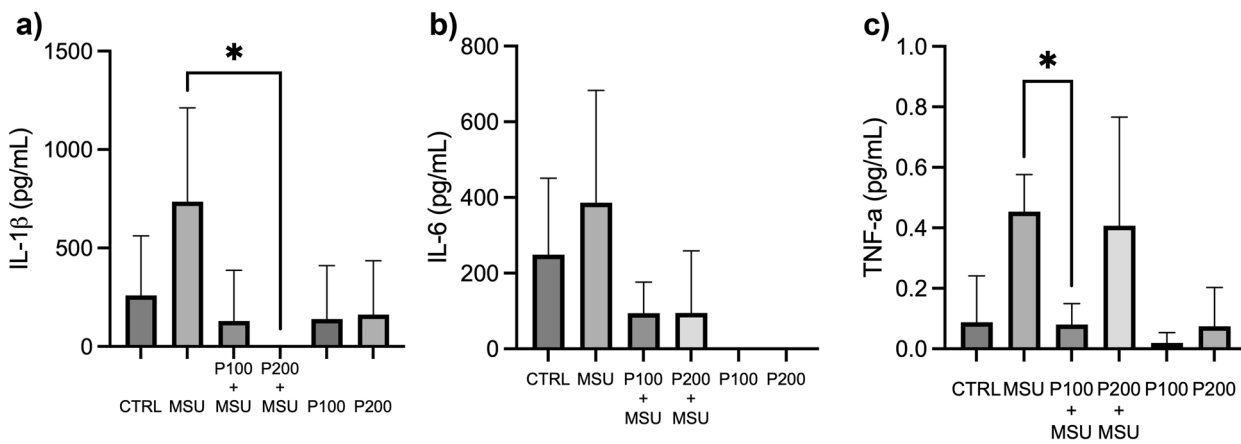 a)
*
IL-1β (pg/mL)
1500
1000
500
0
CTRL
MSU
P100
+
MSU
P200
+
MSU
P100
P200
b)
IL-6 (pg/mL)
800
600
400
200
0
CTRL
MSU
P100
+
MSU
P200
+
MSU
P100
P200
c)
*
TNF-a (pg/mL)
1.0
0.8
0.6
0.4
0.2
0.0
CTRL
MSU
P100
+
MSU
P200
+
MSU
P100
P200